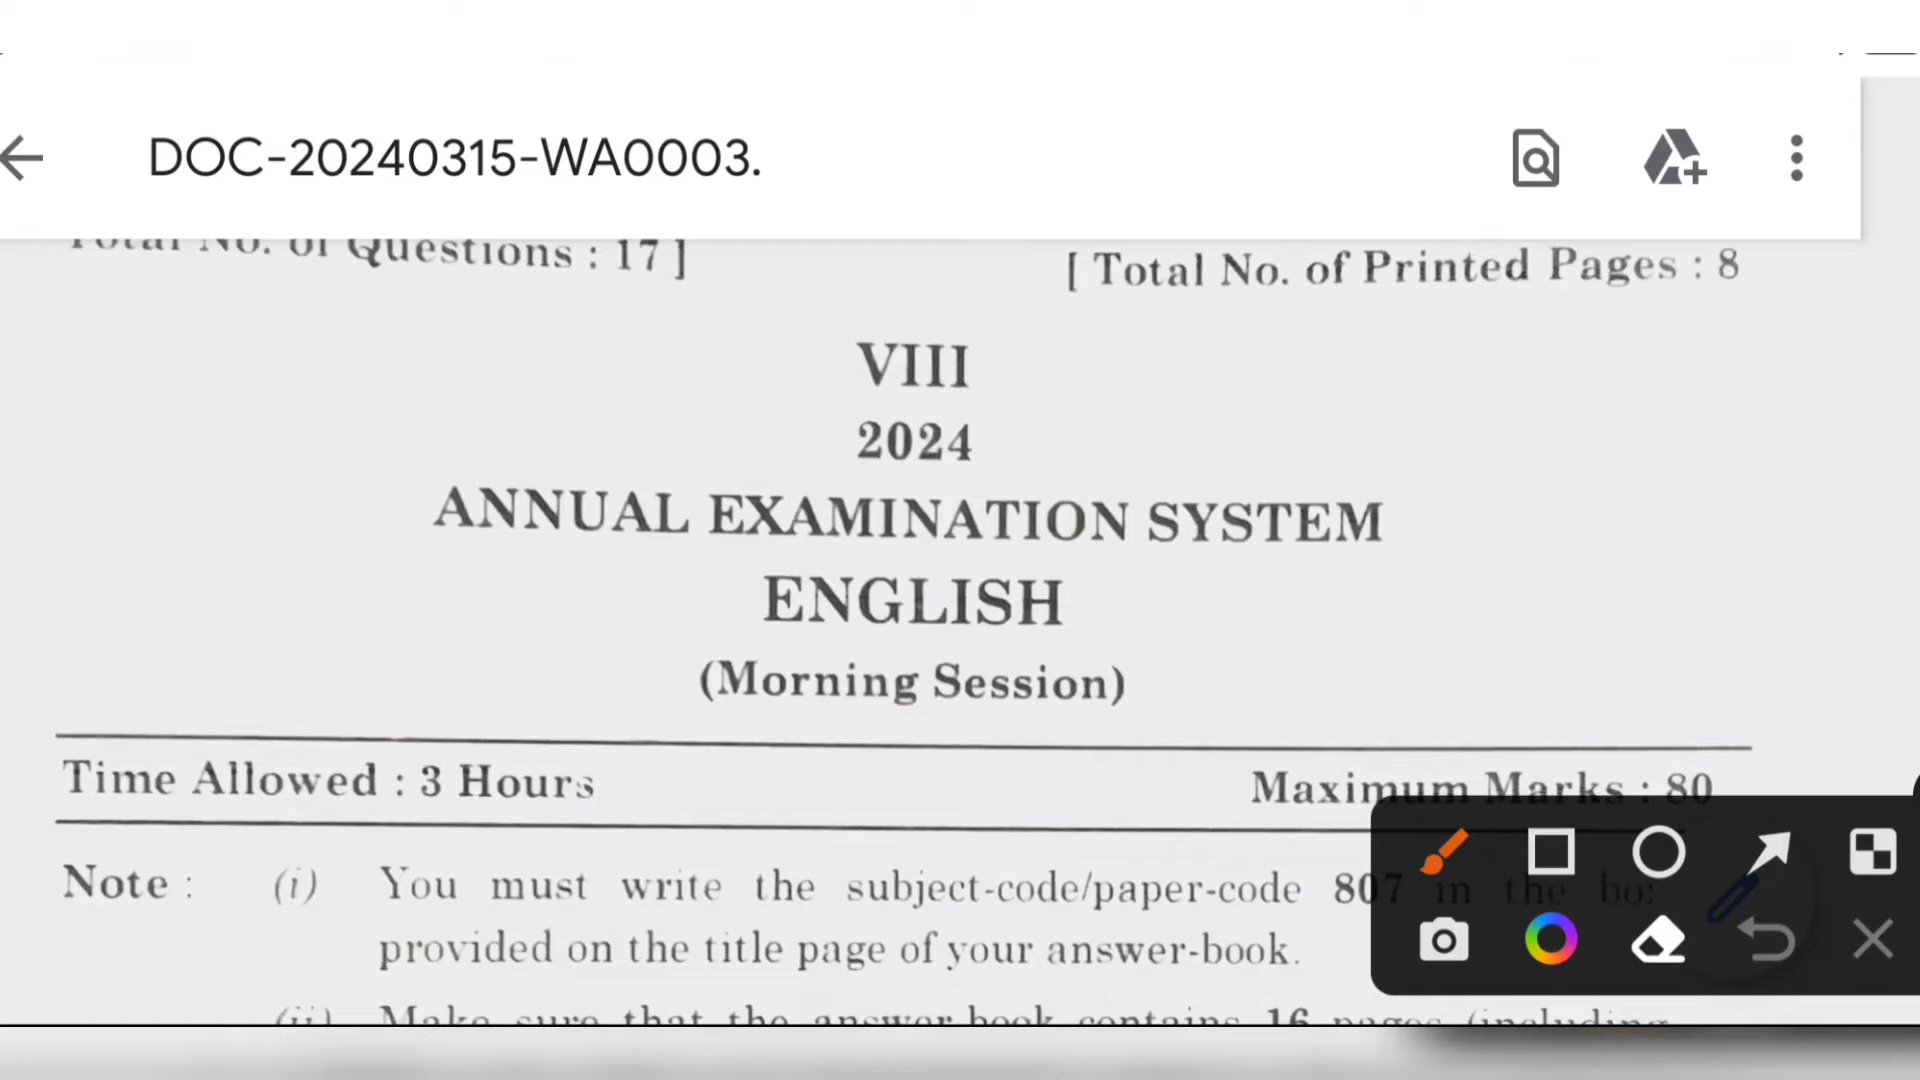 DOC-20240315-WA0003.
Total No. of Questions : 17 ]
[ Total No. of Printed Pages : 8
VIII
2024
ANNUAL EXAMINATION SYSTEM
ENGLISH
(Morning Session)
Time Allowed : 3 Hours
Maximum Marks : 80
Note : (i) You must write the subject-code/paper-code 807 in the
provided on the title page of your answer-book.
(ii) Make sure that the answer-book contains 16 pages (including